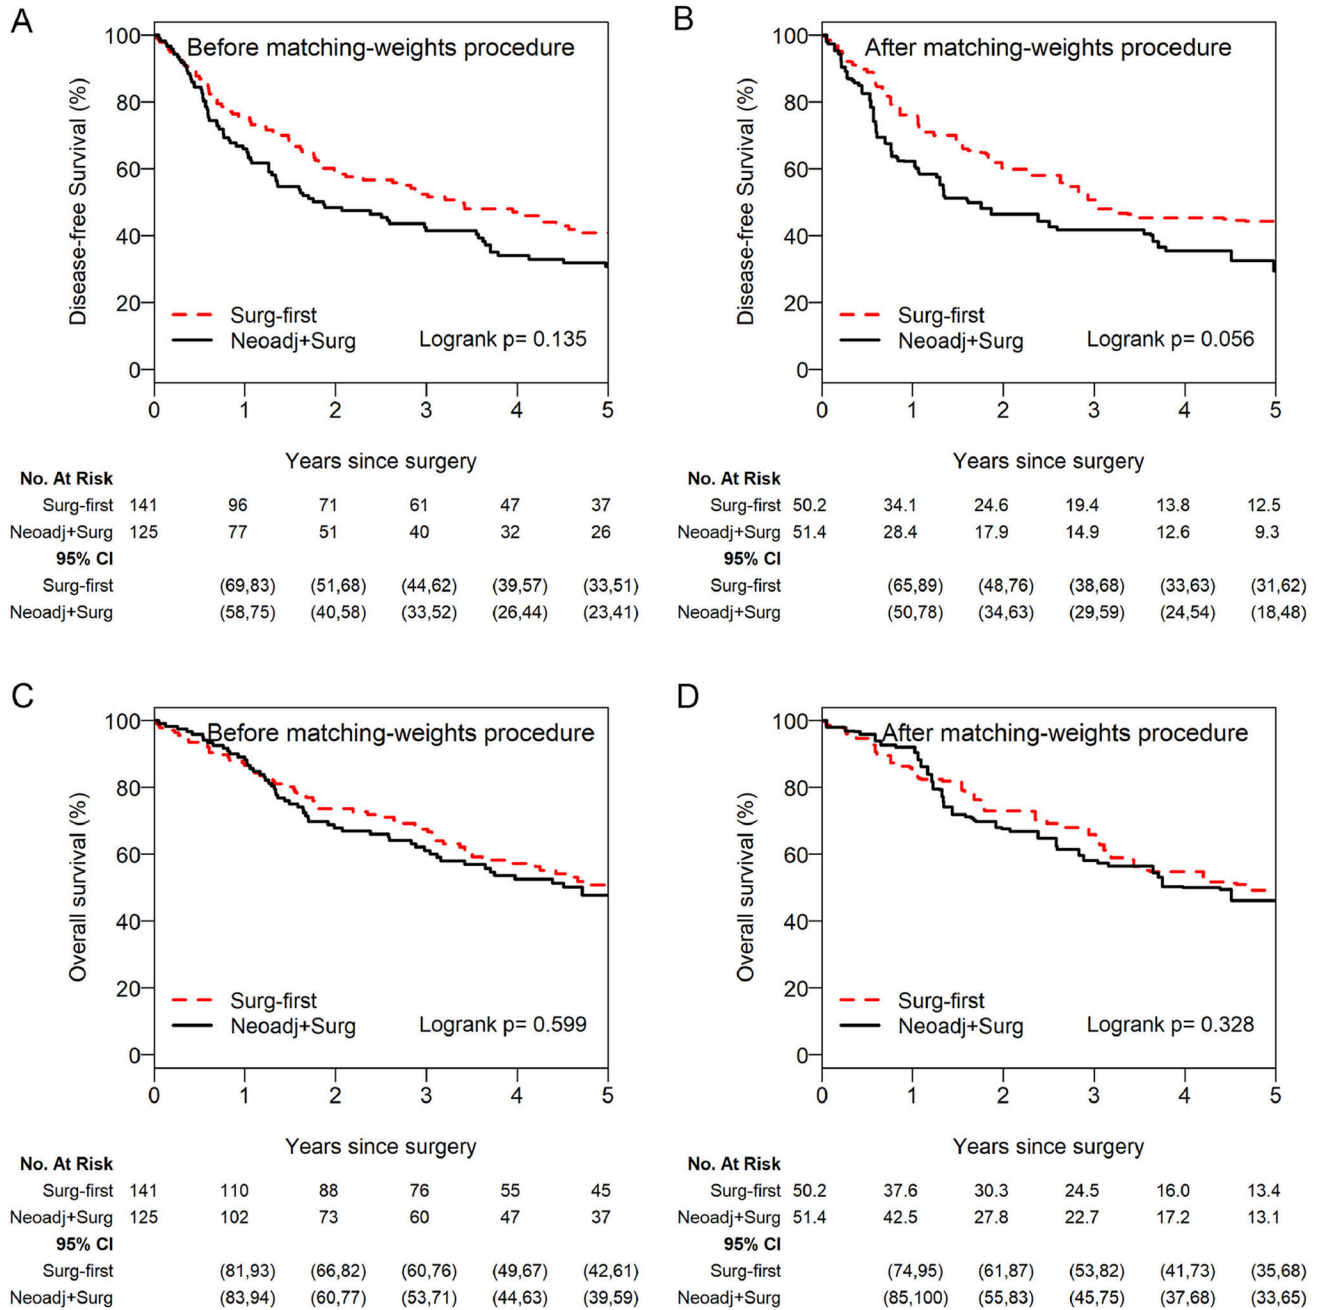 A
Before matching-weights procedure
Disease-free Survival (%)
100
80
60
40
20
0
Surg-first
Neoadj+Surg
Logrank p= 0.135
0 1 2 3 4 5
Years since surgery
No. At Risk
Surg-first 141 96 71 61 47 37
Neoadj+Surg 125 77 51 40 32 26
95% CI
Surg-first (69,83) (51,68) (44,62) (39,57) (33,51)
Neoadj+Surg (58,75) (40,58) (33,52) (26,44) (23,41)
B
After matching-weights procedure
Disease-free Survival (%)
100
80
60
40
20
0
Surg-first
Neoadj+Surg
Logrank p= 0.056
0 1 2 3 4 5
Years since surgery
No. At Risk
Surg-first 50.2 34.1 24.6 19.4 13.8 12.5
Neoadj+Surg 51.4 28.4 17.9 14.9 12.6 9.3
95% CI
Surg-first (65,89) (48,76) (38,68) (33,63) (31,62)
Neoadj+Surg (50,78) (34,63) (29,59) (24,54) (18,48)
C
Before matching-weights procedure
Overall survival (%)
100
80
60
40
20
0
Surg-first
Neoadj+Surg
Logrank p= 0.599
0 1 2 3 4 5
Years since surgery
No. At Risk
Surg-first 141 110 88 76 55 45
Neoadj+Surg 125 102 73 60 47 37
95% CI
Surg-first (81,93) (66,82) (60,76) (49,67) (42,61)
Neoadj+Surg (83,94) (60,77) (53,71) (44,63) (39,59)
D
After matching-weights procedure
Overall survival (%)
100
80
60
40
20
0
Surg-first
Neoadj+Surg
Logrank p= 0.328
0 1 2 3 4 5
Years since surgery
No. At Risk
Surg-first 50.2 37.6 30.3 24.5 16.0 13.4
Neoadj+Surg 51.4 42.5 27.8 22.7 17.2 13.1
95% CI
Surg-first (74,95) (61,87) (53,82) (41,73) (35,68)
Neoadj+Surg (85,100) (55,83) (45,75) (37,68) (33,65)